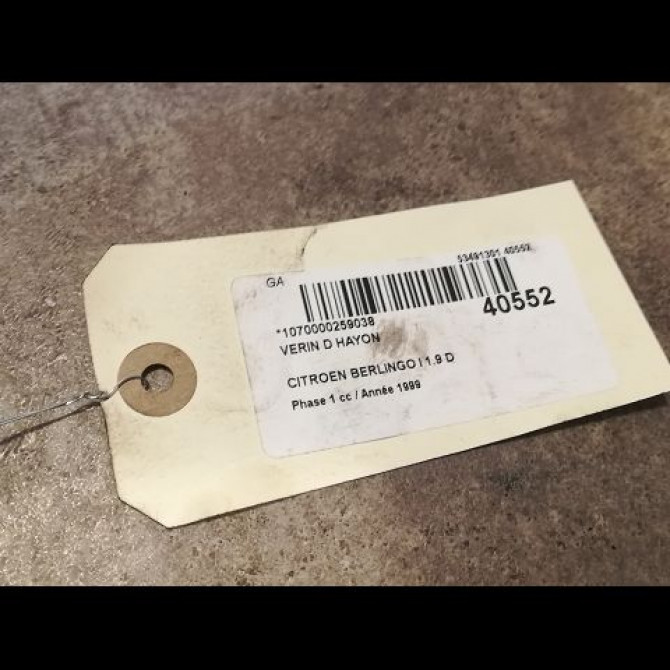 GA
53491301 40552
*1070000259038
40552
VERIN D HAYON
CITROEN BERLINGO I 1.9 D
Phase 1 cc / Année 1999